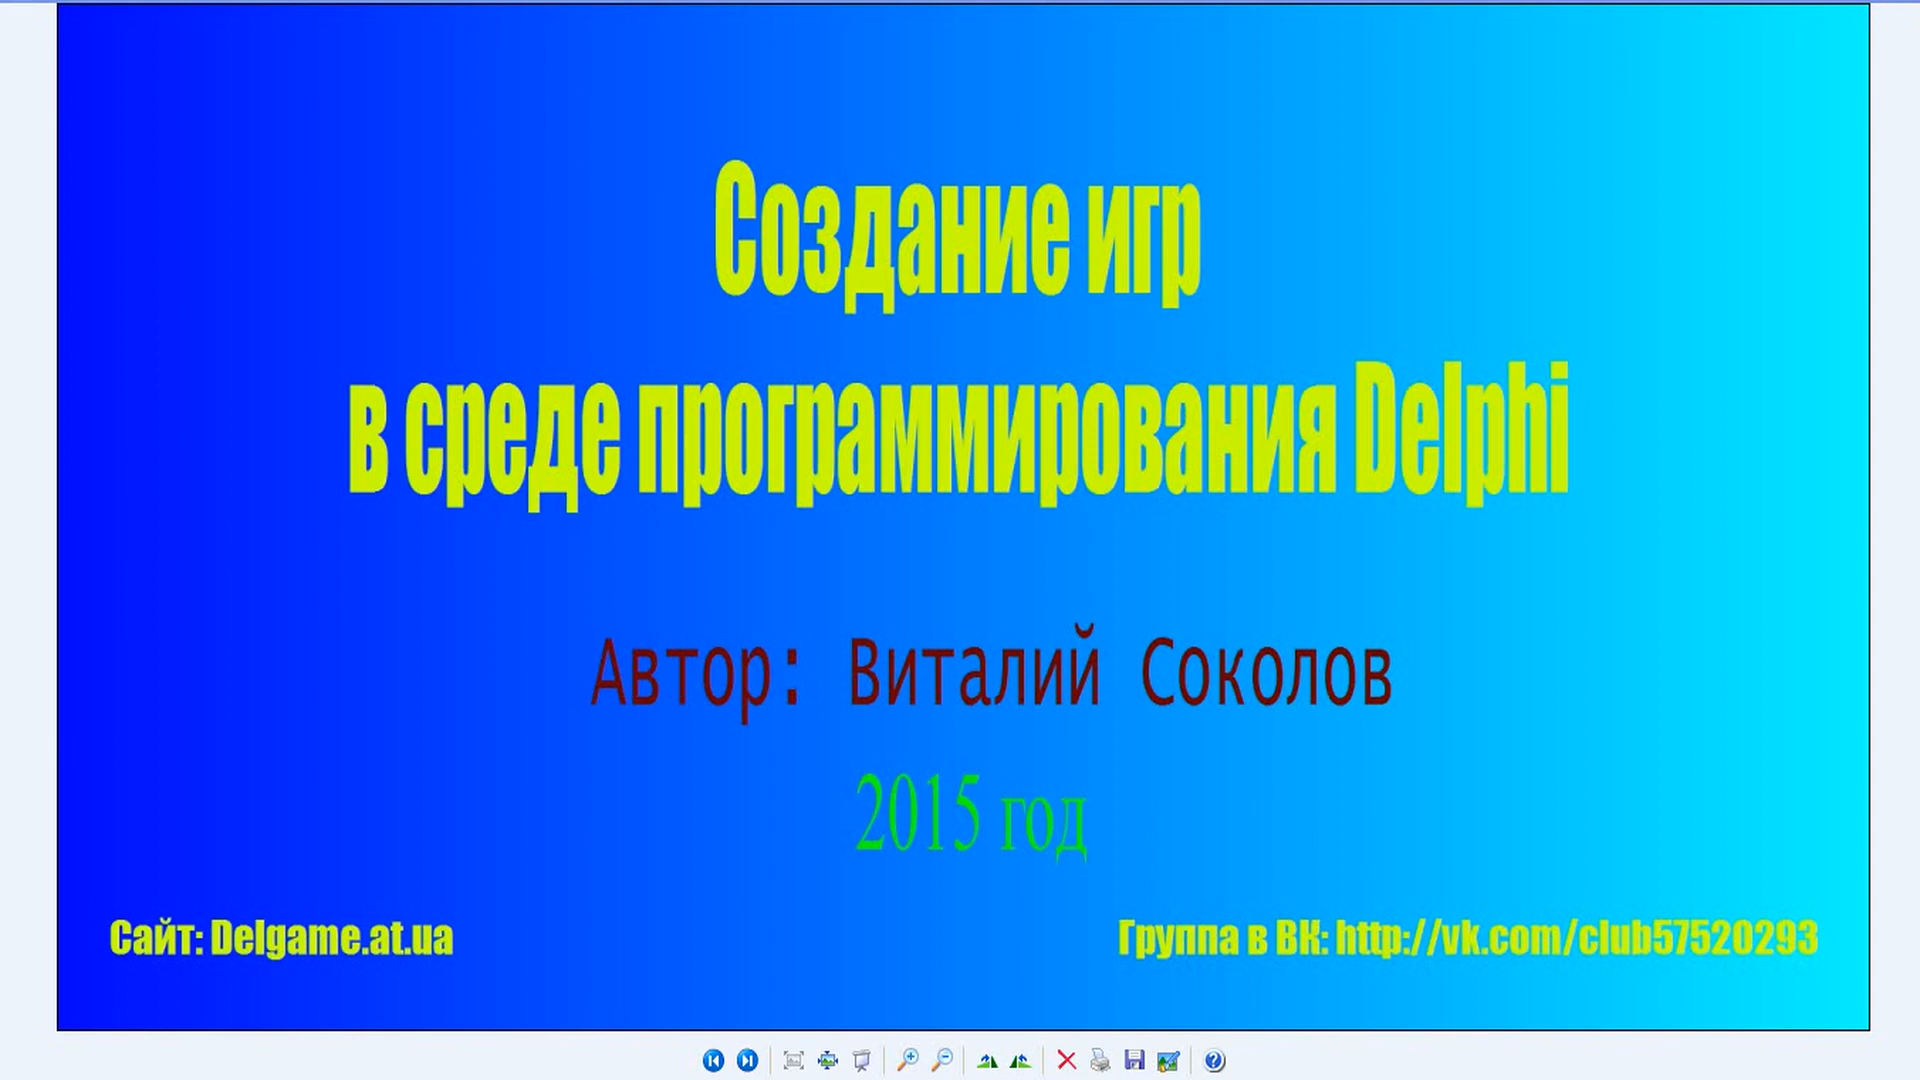 Создание игр
в среде программирования Delphi
Автор: Виталий Соколов
2015 год
Сайт: Delgame.at.ua
Группа в ВК: http://vk.com/club57520293